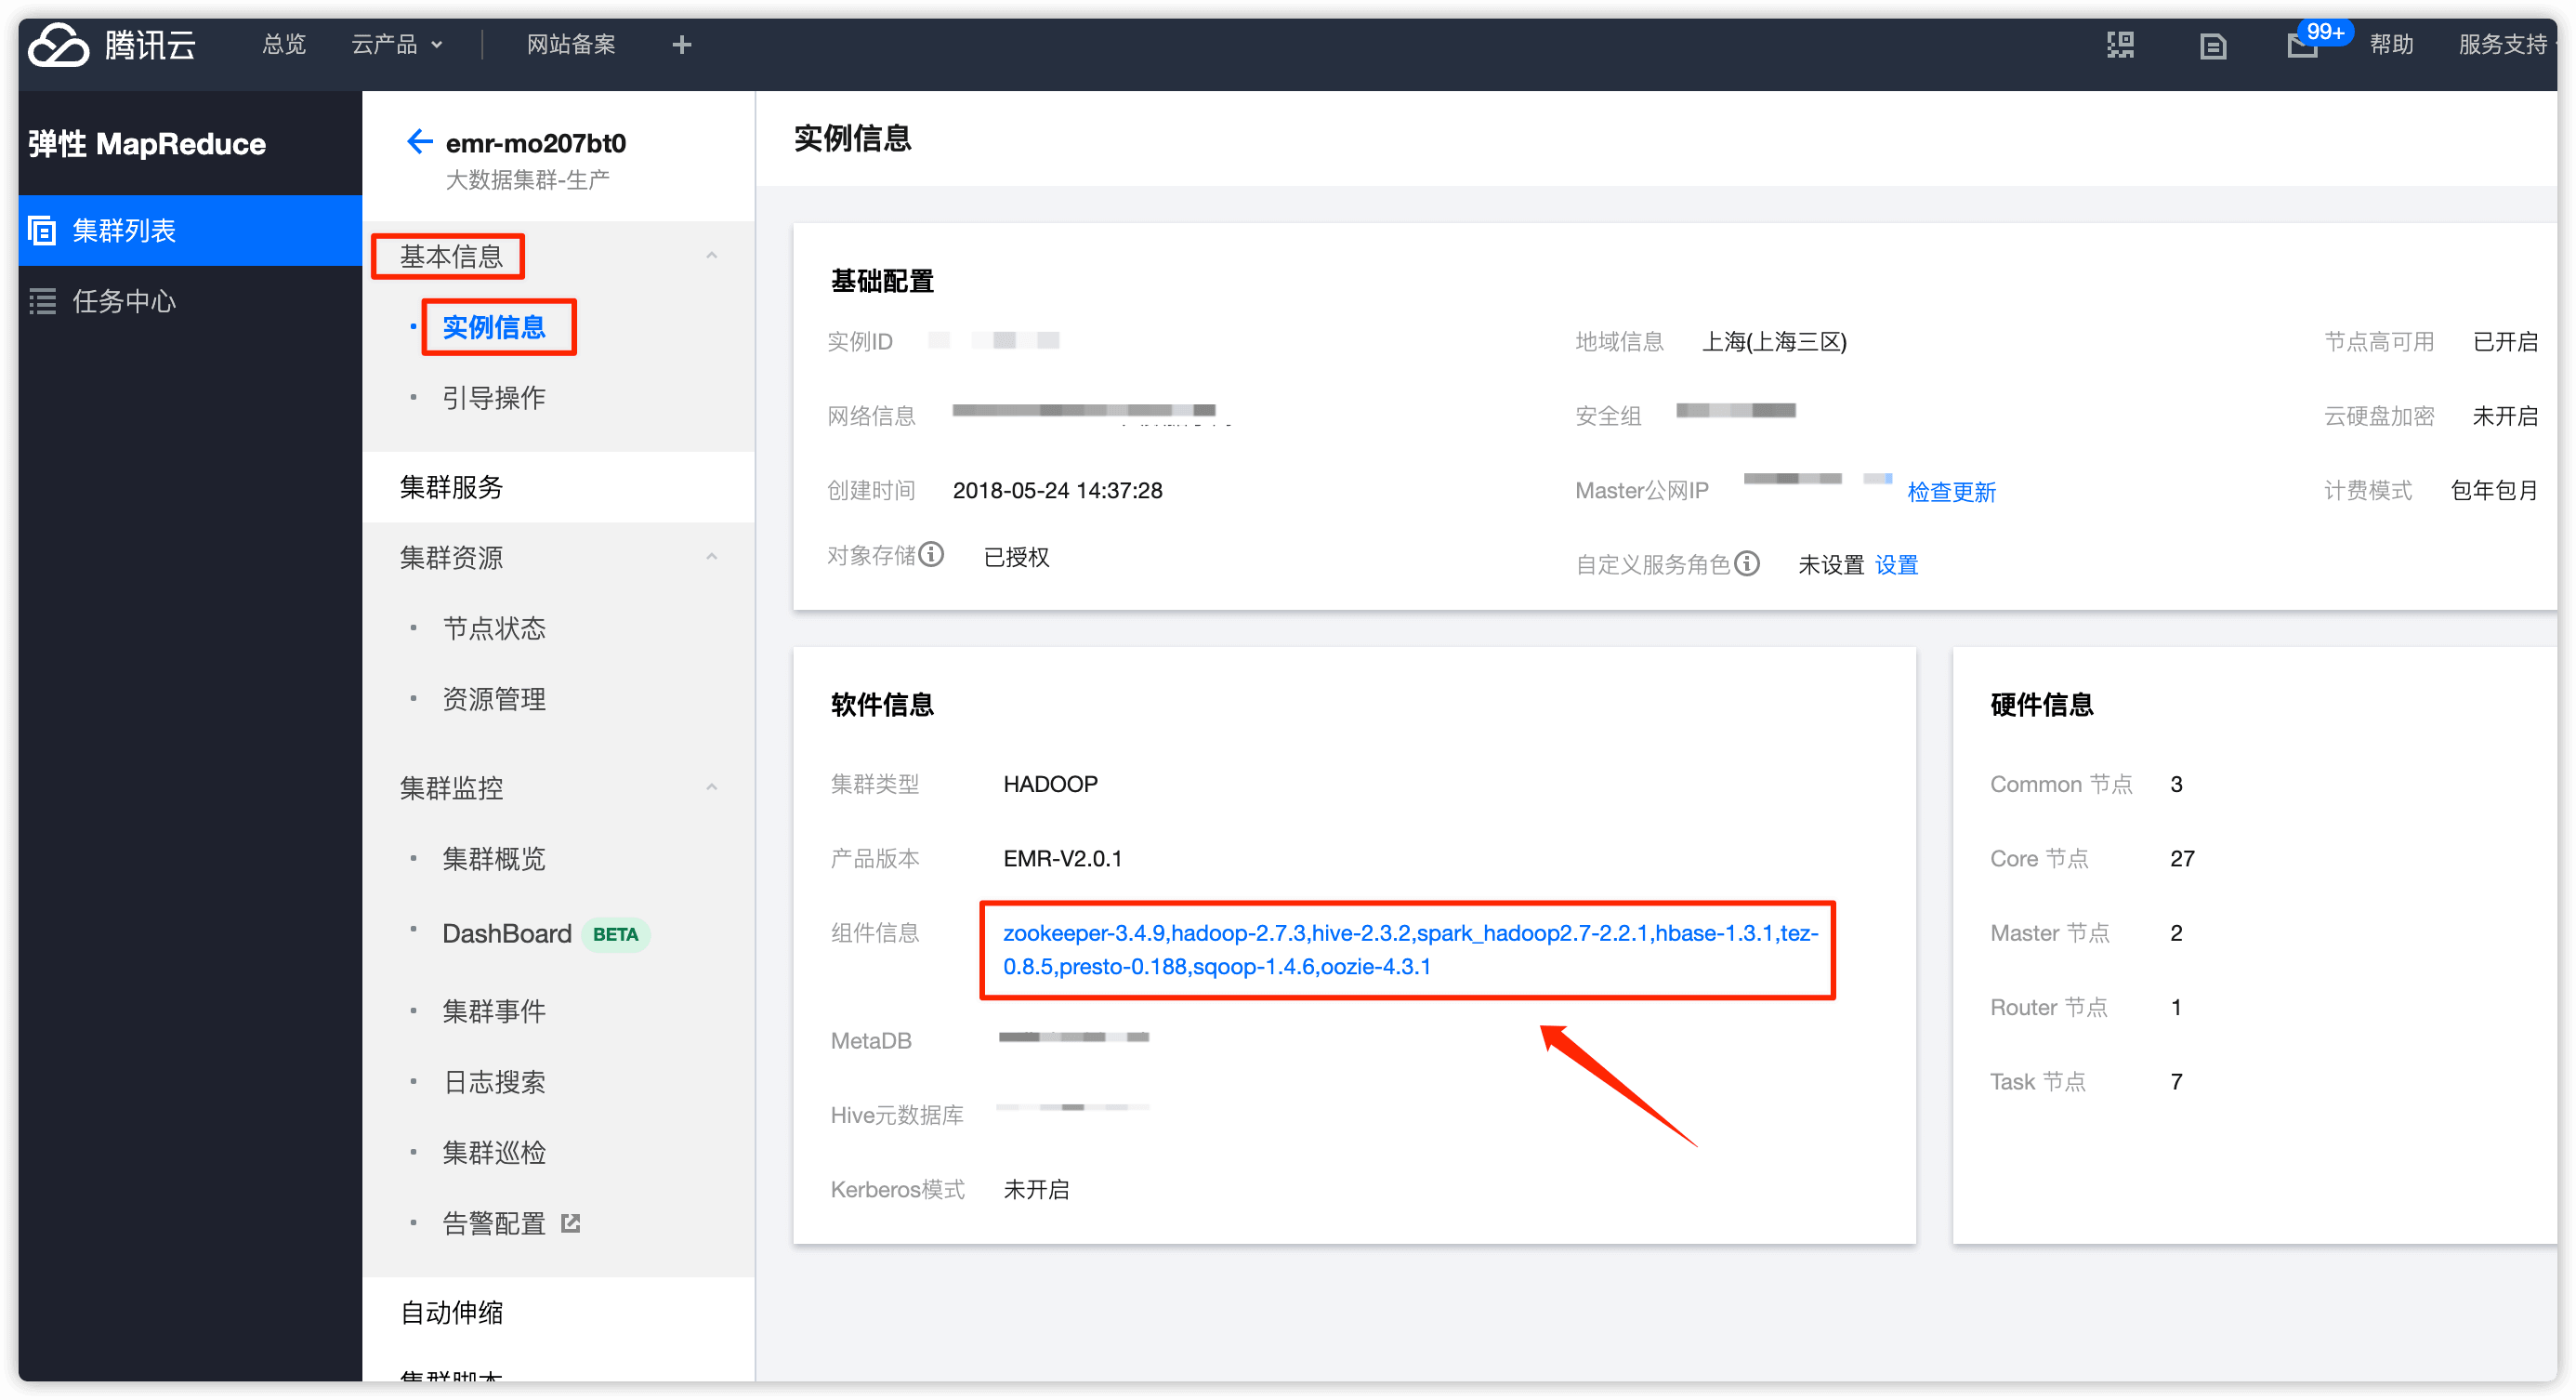 腾讯云 总览 云产品 网站备案 + 99+ 帮助 服务支持
弹性 MapReduce
集群列表
任务中心
emr-mo207bt0
大数据集群-生产
基本信息
实例信息
引导操作
集群服务
集群资源
节点状态
资源管理
集群监控
集群概览
DashBoard BETA
集群事件
日志搜索
集群巡检
告警配置
自动伸缩
集群脚本
实例信息
基础配置
实例ID
地域信息 上海(上海三区)
节点高可用 已开启
网络信息
安全组
云硬盘加密 未开启
创建时间 2018-05-24 14:37:28
Master公网IP 检查更新
计费模式 包年包月
对象存储 已授权
自定义服务角色 未设置 设置
软件信息
集群类型 HADOOP
产品版本 EMR-V2.0.1
组件信息 zookeeper-3.4.9,hadoop-2.7.3,hive-2.3.2,spark_hadoop2.7-2.2.1,hbase-1.3.1,tez-
0.8.5,presto-0.188,sqoop-1.4.6,oozie-4.3.1
MetaDB
Hive元数据库
Kerberos模式 未开启
硬件信息
Common 节点 3
Core 节点 27
Master 节点 2
Router 节点 1
Task 节点 7